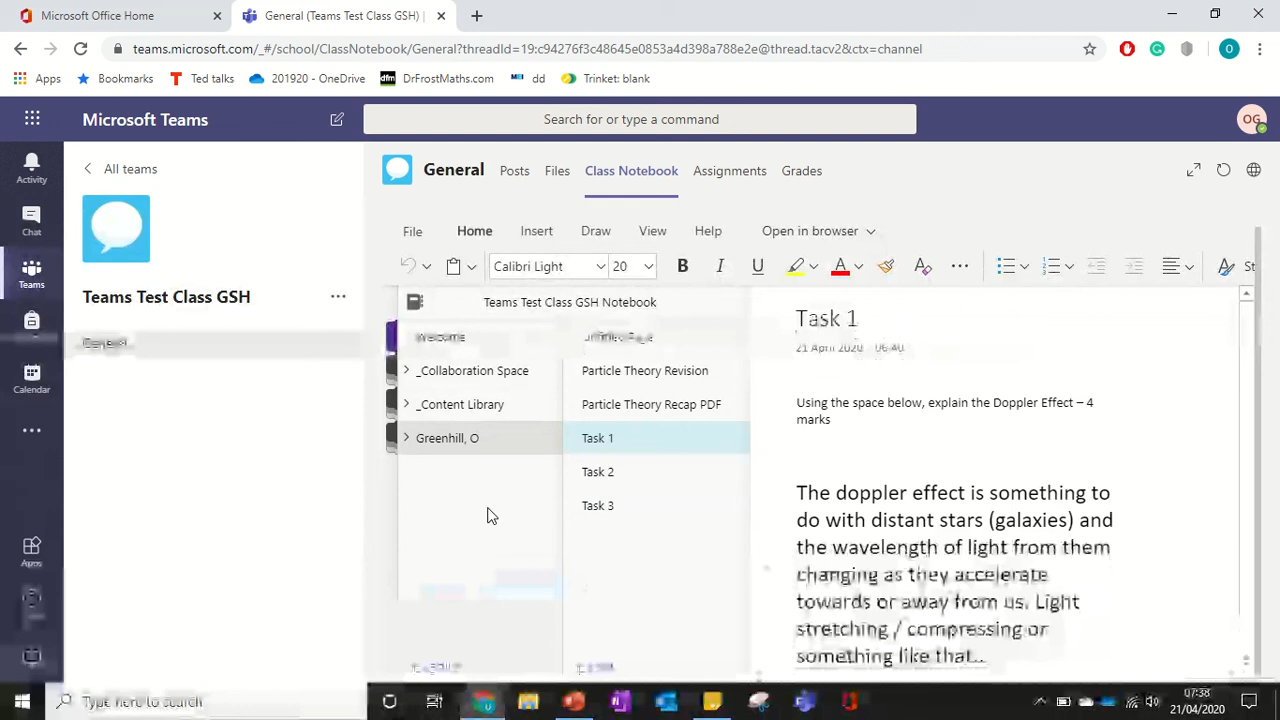 Microsoft Office Home
General (Teams Test Class GSH) |
teams.microsoft.com/_#/school/ClassNotebook/General?threadId=19:c94276f3c48645e0853a4d398a788e2e@thread.tacv2&ctx=channel
O
Apps
Bookmarks
Ted talks
201920 - OneDrive
dfm
DrFrostMaths.com
dd
Trinket: blank
Microsoft Teams
Search for or type a command
OG
Activity
Chat
Teams
Calendar
Apps
All teams
Teams Test Class GSH
General
General
Posts
Files
Class Notebook
Assignments
Grades
File
Home
Insert
Draw
View
Help
Open in browser
Calibri Light
20
B
I
U
A
St
Teams Test Class GSH Notebook
Welcome
_Collaboration Space
_Content Library
Greenhill, O
Untitled Page
Particle Theory Revision
Particle Theory Recap PDF
Task 1
Task 2
Task 3
Task 1
21 April 2020 06:40
Using the space below, explain the Doppler Effect – 4
marks
The doppler effect is something to
do with distant stars (galaxies) and
the wavelength of light from them
changing as they accelerate
towards or away from us. Light
stretching / compressing or
something like that...
Type here to search
07:38
21/04/2020